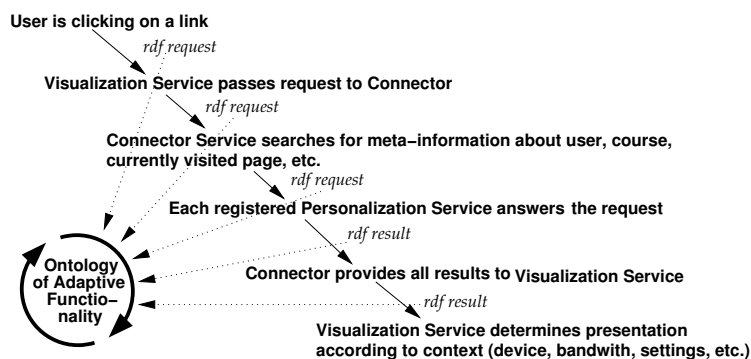 User is clicking on a link
rdf request
Visualization Service passes request to Connector
rdf request
Connector Service searches for meta−information about user, course,
currently visited page, etc.
rdf request
Each registered Personalization Service answers the request
rdf result
Ontology
of Adaptive
Functio−
nality
Connector provides all results to Visualization Service
rdf result
Visualization Service determines presentation
according to context (device, bandwith, settings, etc.)